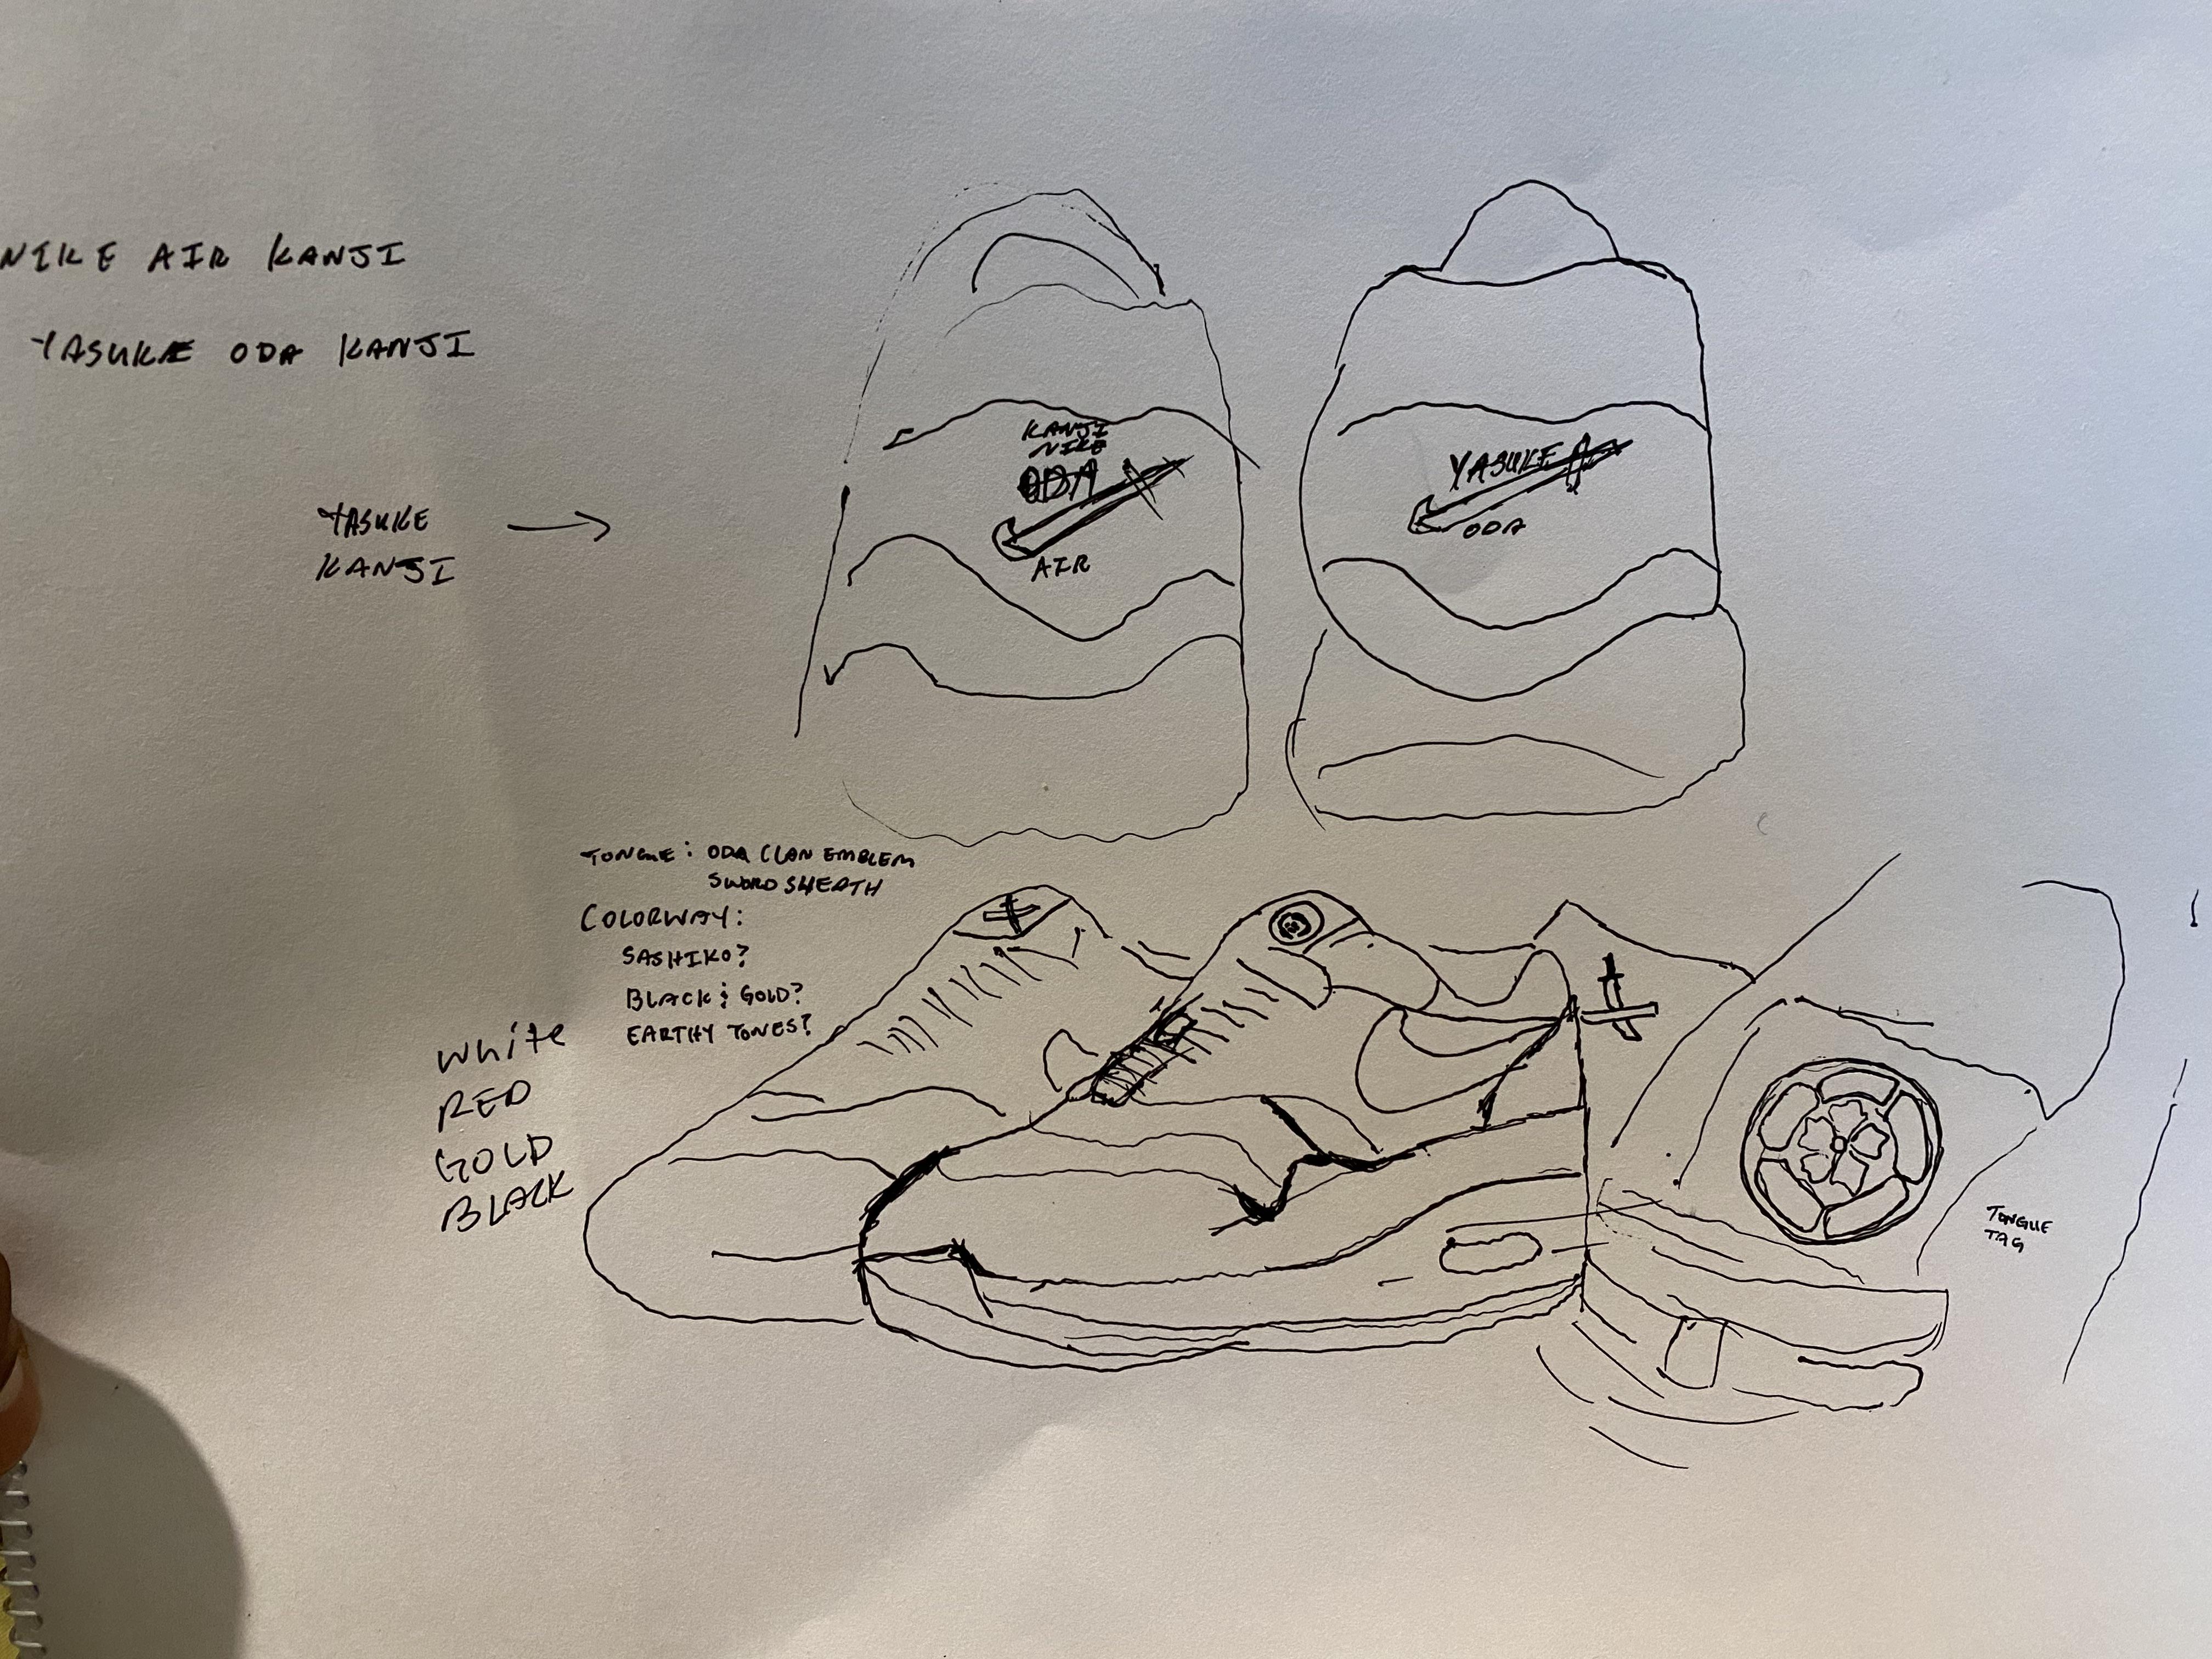 NIKE AIR KANJI
YASUKE ODA KANJI
YASUKE
KANJI
KANJI
NIKE
ODA
AIR
YASUKE
ODA
TONGUE: ODA CLAN EMBLEM
SWORD SHEATH
COLORWAY:
SASHIKO?
BLACK & GOLD?
EARTHY TONES?
White
RED
GOLD
BLACK
TONGUE
TAG